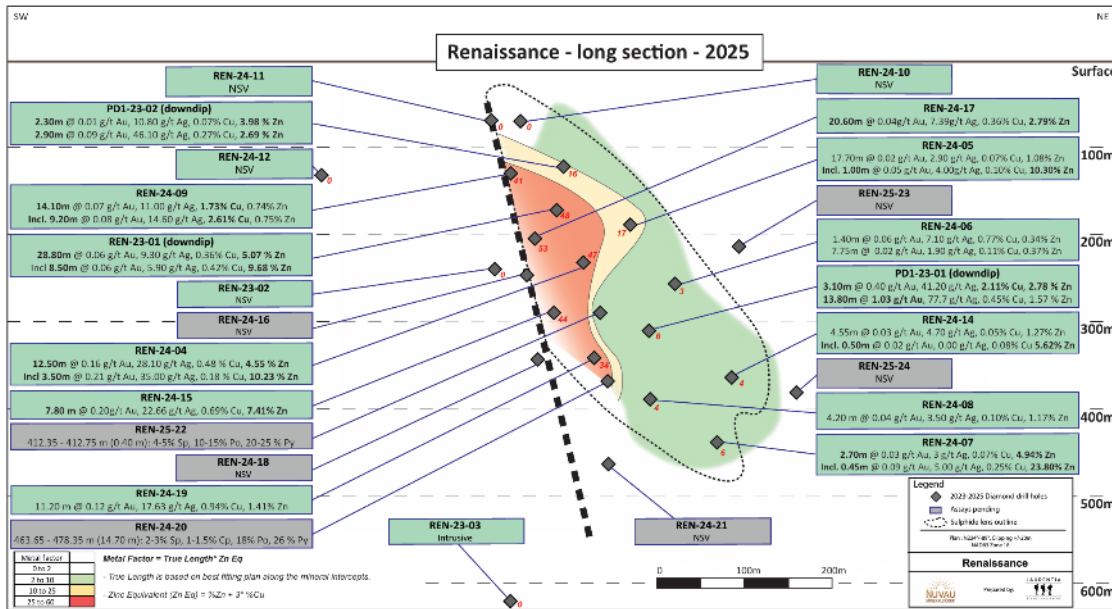 SW
NE
Renaissance - long section - 2025
Surface
REN-24-11
NSV
PD1-23-02 (downdip)
2.30m @ 0.01 g/t Au, 10.80 g/t Ag, 0.07% Cu, 3.98 % Zn
2.90m @ 0.09 g/t Au, 46.10 g/t Ag, 0.27% Cu, 2.69 % Zn
REN-24-12
NSV
REN-24-09
14.10m @ 0.07 g/t Au, 11.00 g/t Ag, 1.73% Cu, 0.74% Zn
Incl. 9.20m @ 0.08 g/t Au, 14.60 g/t Ag, 2.61% Cu, 0.75% Zn
REN-23-01 (downdip)
28.80m @ 0.06 g/t Au, 9.30 g/t Ag, 0.36% Cu, 5.07 % Zn
Incl 8.50m @ 0.06 g/t Au, 5.90 g/t Ag, 0.42% Cu, 9.68 % Zn
REN-23-02
NSV
REN-24-16
NSV
REN-24-04
12.50m @ 0.16 g/t Au, 28.10 g/t Ag, 0.48 % Cu, 4.55 % Zn
Incl 3.50m @ 0.21 g/t Au, 35.00 g/t Ag, 0.18 % Cu, 10.23 % Zn
REN-24-15
7.80 m @ 0.20g/t Au, 22.66 g/t Ag, 0.69% Cu, 7.41% Zn
REN-25-22
412.35 - 412.75 m (0.40 m): 4-5% Sp, 10-15% Po, 20-25 % Py
REN-24-18
NSV
REN-24-19
11.20 m @ 0.12 g/t Au, 17.63 g/t Ag, 0.94% Cu, 1.41% Zn
REN-24-20
463.65 - 478.35 m (14.70 m): 2-3% Sp, 1-1.5% Cp, 18% Po, 26 % Py
REN-24-10
NSV
REN-24-17
20.60m @ 0.04g/t Au, 7.39g/t Ag, 0.36% Cu, 2.79% Zn
REN-24-05
17.70m @ 0.02 g/t Au, 2.90 g/t Ag, 0.07% Cu, 1.08% Zn
Incl. 1.00m @ 0.05 g/t Au, 4.00g/t Ag, 0.10% Cu, 10.30% Zn
REN-25-23
NSV
REN-24-06
1.40m @ 0.06 g/t Au, 7.10 g/t Ag, 0.77% Cu, 0.34% Zn
7.75m @ 0.02 g/t Au, 1.90 g/t Ag, 0.11% Cu, 0.37% Zn
PD1-23-01 (downdip)
3.10m @ 0.40 g/t Au, 41.20 g/t Ag, 2.11% Cu, 2.78 % Zn
13.80m @ 1.03 g/t Au, 77.7 g/t Ag, 0.45% Cu, 1.57 % Zn
REN-24-14
4.55m @ 0.03 g/t Au, 4.70 g/t Ag, 0.05% Cu, 1.27% Zn
Incl. 0.50m @ 0.02 g/t Au, 0.00 g/t Ag, 0.08% Cu 5.62% Zn
REN-25-24
NSV
REN-24-08
4.20 m @ 0.04 g/t Au, 3.50 g/t Ag, 0.10% Cu, 1.17% Zn
REN-24-07
2.70m @ 0.03 g/t Au, 3 g/t Ag, 0.07% Cu, 4.94% Zn
Incl. 0.45m @ 0.09 g/t Au, 5.00 g/t Ag, 0.25% Cu, 23.80% Zn
REN-23-03
Intrusive
REN-24-21
NSV
100m
200m
300m
400m
500m
600m
0
0
0
16
41
48
17
53
47
0
3
44
8
34
4
4
6
0
Metal factor
0 to 2
2 to 10
10 to 25
25 to 60
Metal Factor = True Length* Zn Eq
- True Length is based on best fitting plan along the mineral intercepts.
- Zinc Equivalent (Zn Eq) = %Zn + 3* %Cu
0 100m 200m
Legend
2023-2025 Diamond drill holes
Assays pending
Sulphide lens outline
Renaissance
NUVAU
Prepared by:
LAURENTIA